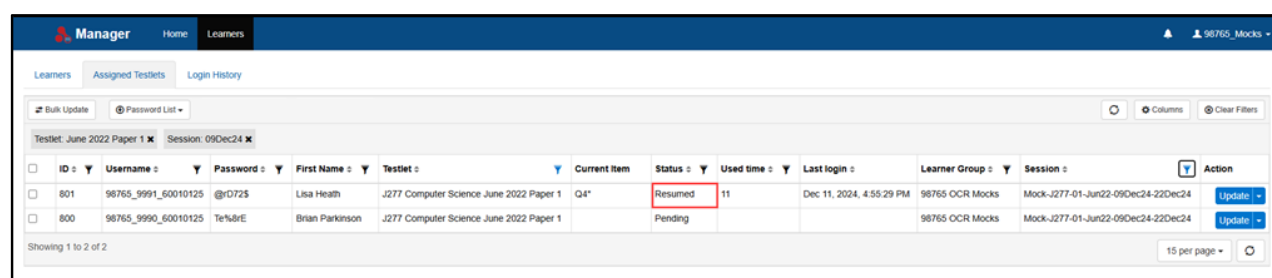 Manager Home Learners 98765_Mocks
Learners Assigned Testlets Login History
Bulk Update Password List Columns Clear Filters
Testlet: June 2022 Paper 1 Session: 09Dec24
ID Username Password First Name Testlet Current Item Status Used time Last login Learner Group Session Action
801 98765_9991_60010125 @rD72$ Lisa Heath J277 Computer Science June 2022 Paper 1 Q4* Resumed 11 Dec 11, 2024, 4:55:29 PM 98765 OCR Mocks Mock-J277-01-Jun22-09Dec24-22Dec24 Update
800 98765_9990_60010125 Te%8rE Brian Parkinson J277 Computer Science June 2022 Paper 1 Pending 98765 OCR Mocks Mock-J277-01-Jun22-09Dec24-22Dec24 Update
Showing 1 to 2 of 2
15 per page